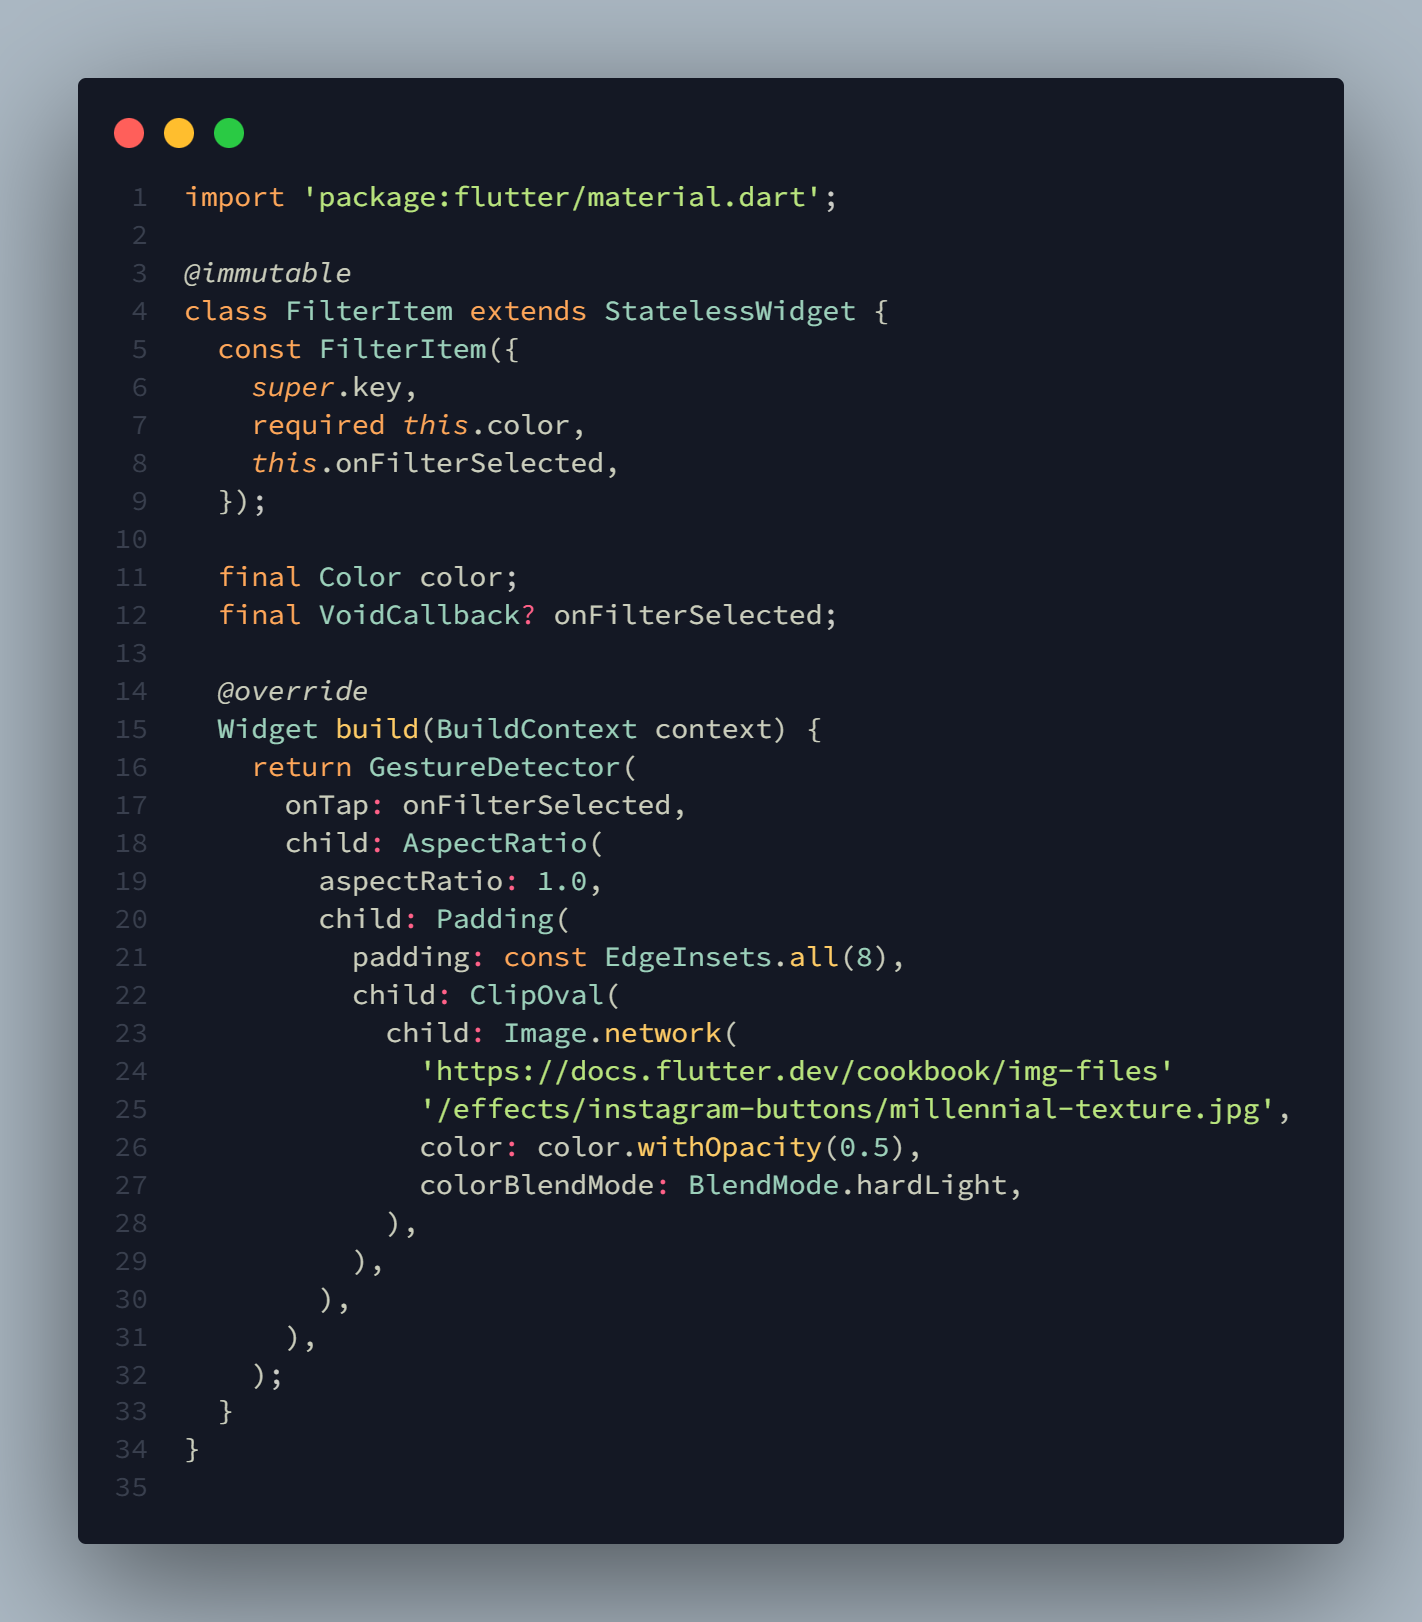 1 import 'package:flutter/material.dart';
2
3 @immutable
4 class FilterItem extends StatelessWidget {
5   const FilterItem({
6     super.key,
7     required this.color,
8     this.onFilterSelected,
9   });
10
11   final Color color;
12   final VoidCallback? onFilterSelected;
13
14   @override
15   Widget build(BuildContext context) {
16     return GestureDetector(
17       onTap: onFilterSelected,
18       child: AspectRatio(
19         aspectRatio: 1.0,
20         child: Padding(
21           padding: const EdgeInsets.all(8),
22           child: ClipOval(
23             child: Image.network(
24               'https://docs.flutter.dev/cookbook/img-files'
25               '/effects/instagram-buttons/millennial-texture.jpg',
26               color: color.withOpacity(0.5),
27               colorBlendMode: BlendMode.hardLight,
28             ),
29           ),
30         ),
31       ),
32     );
33   }
34 }
35